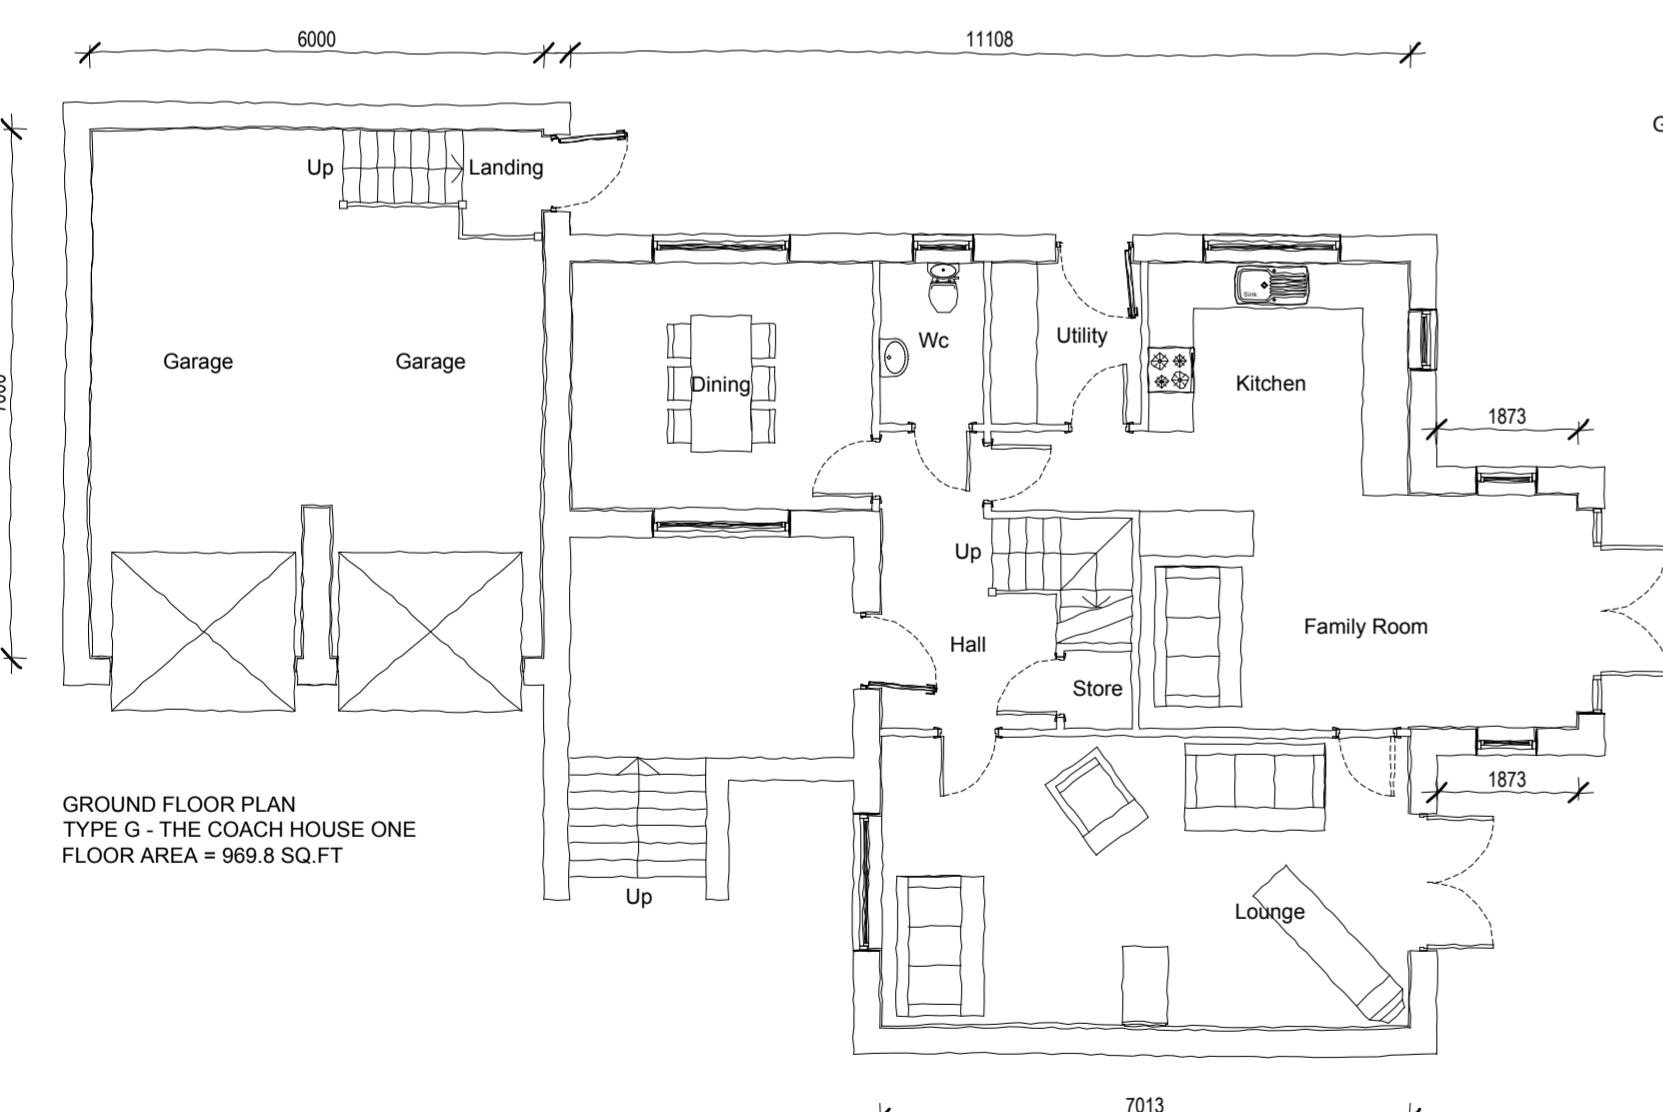 6000
11108
G
Up
Landing
Sink
Wc
Utility
Garage
Garage
Dining
Kitchen
1873
Up
Family Room
Hall
Store
1873
GROUND FLOOR PLAN
TYPE G - THE COACH HOUSE ONE
FLOOR AREA = 969.8 SQ.FT
Up
Lounge
7013